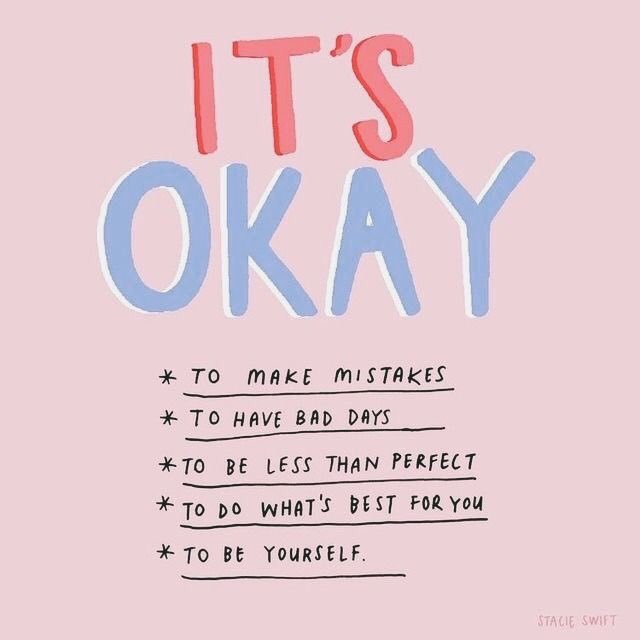 IT'S
OKAY
* TO MAKE MISTAKES
* TO HAVE BAD DAYS
* TO BE LESS THAN PERFECT
* TO DO WHAT'S BEST FOR YOU
* TO BE YOURSELF.
STACIE SWIFT